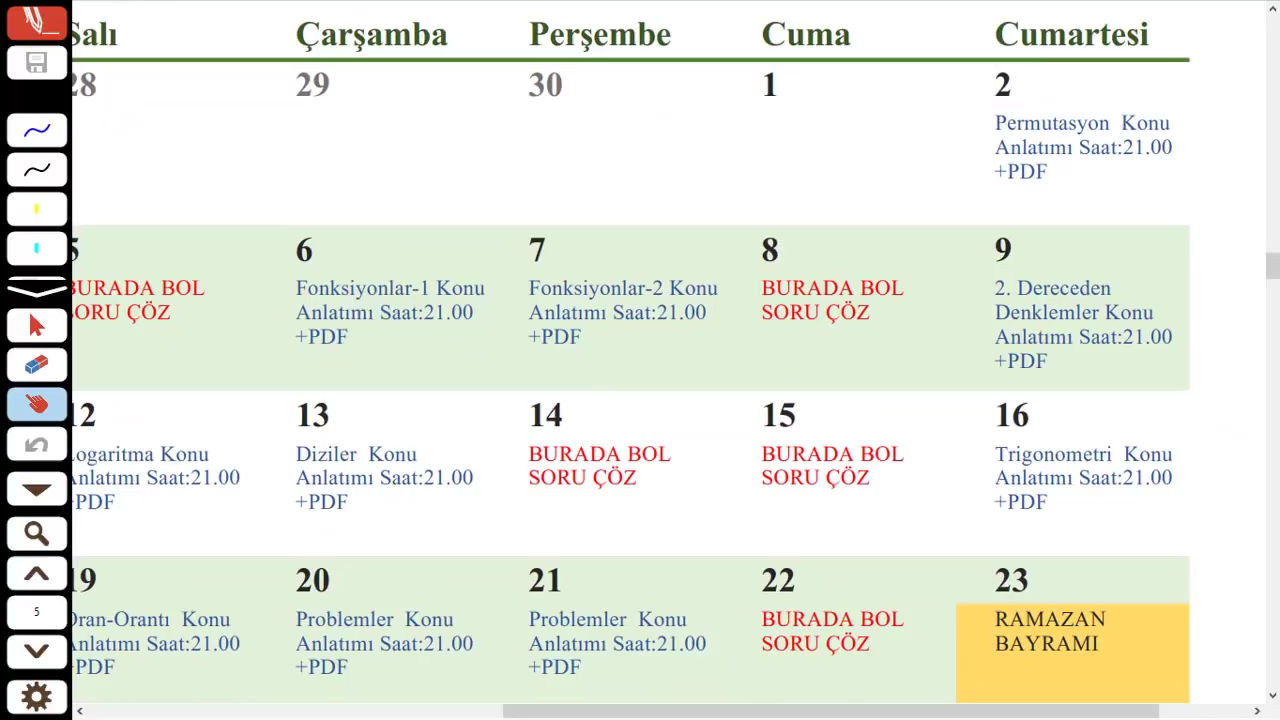 Salı Çarşamba Perşembe Cuma Cumartesi
28 29 30 1 2
Permutasyon Konu
Anlatımı Saat:21.00
+PDF
5 6 7 8 9
BURADA BOL
SORU ÇÖZ
Fonksiyonlar-1 Konu
Anlatımı Saat:21.00
+PDF
Fonksiyonlar-2 Konu
Anlatımı Saat:21.00
+PDF
BURADA BOL
SORU ÇÖZ
2. Dereceden
Denklemler Konu
Anlatımı Saat:21.00
+PDF
12 13 14 15 16
Logaritma Konu
Anlatımı Saat:21.00
+PDF
Diziler Konu
Anlatımı Saat:21.00
+PDF
BURADA BOL
SORU ÇÖZ
BURADA BOL
SORU ÇÖZ
Trigonometri Konu
Anlatımı Saat:21.00
+PDF
19 20 21 22 23
Oran-Orantı Konu
Anlatımı Saat:21.00
+PDF
Problemler Konu
Anlatımı Saat:21.00
+PDF
Problemler Konu
Anlatımı Saat:21.00
+PDF
BURADA BOL
SORU ÇÖZ
RAMAZAN
BAYRAMI
5